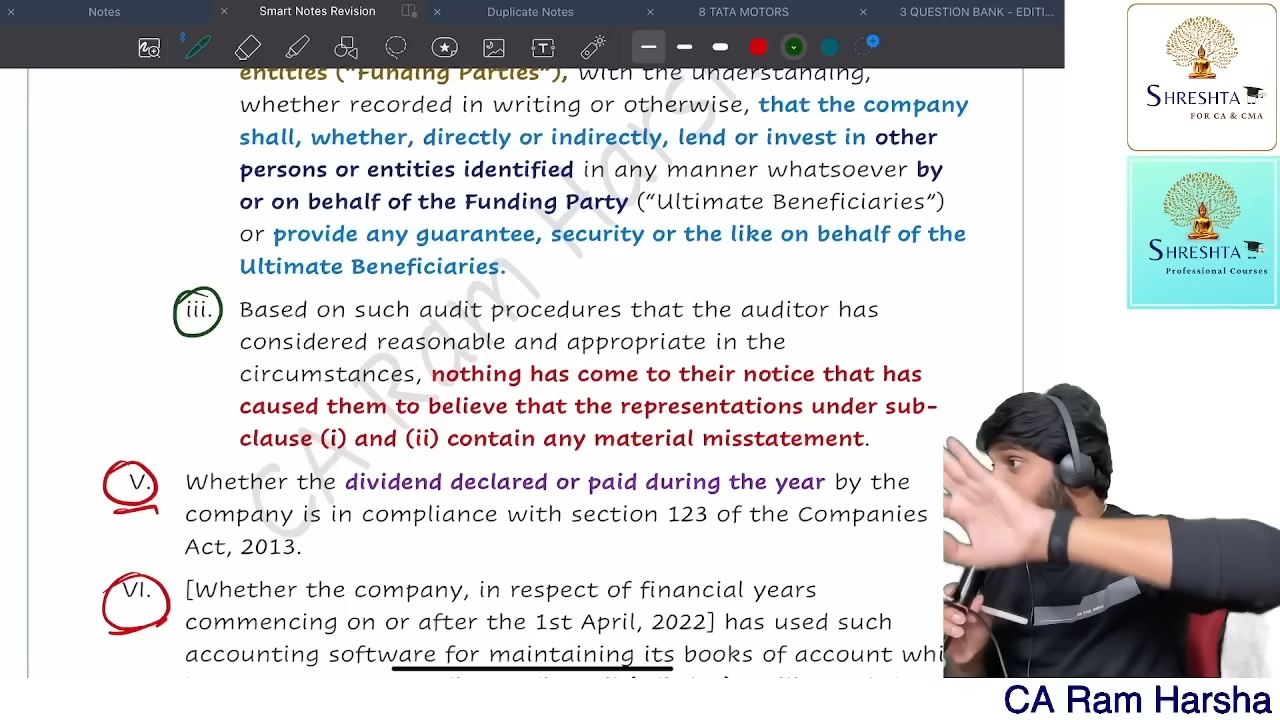 Notes
Smart Notes Revision
Duplicate Notes
8 TATA MOTORS
3 QUESTION BANK - EDITI...
entities (“Funding Parties”), with the understanding,
whether recorded in writing or otherwise, that the company
shall, whether, directly or indirectly, lend or invest in other
persons or entities identified in any manner whatsoever by
or on behalf of the Funding Party (“Ultimate Beneficiaries”)
or provide any guarantee, security or the like on behalf of the
Ultimate Beneficiaries.
iii. Based on such audit procedures that the auditor has
considered reasonable and appropriate in the
circumstances, nothing has come to their notice that has
caused them to believe that the representations under sub-
clause (i) and (ii) contain any material misstatement.
V. Whether the dividend declared or paid during the year by the
company is in compliance with section 123 of the Companies
Act, 2013.
VI. [Whether the company, in respect of financial years
commencing on or after the 1st April, 2022] has used such
accounting software for maintaining its books of account whi
CA Ram Harsh
SHRESHTA
FOR CA & CMA
SHRESHTA
Professional Courses
CA Ram Harsha